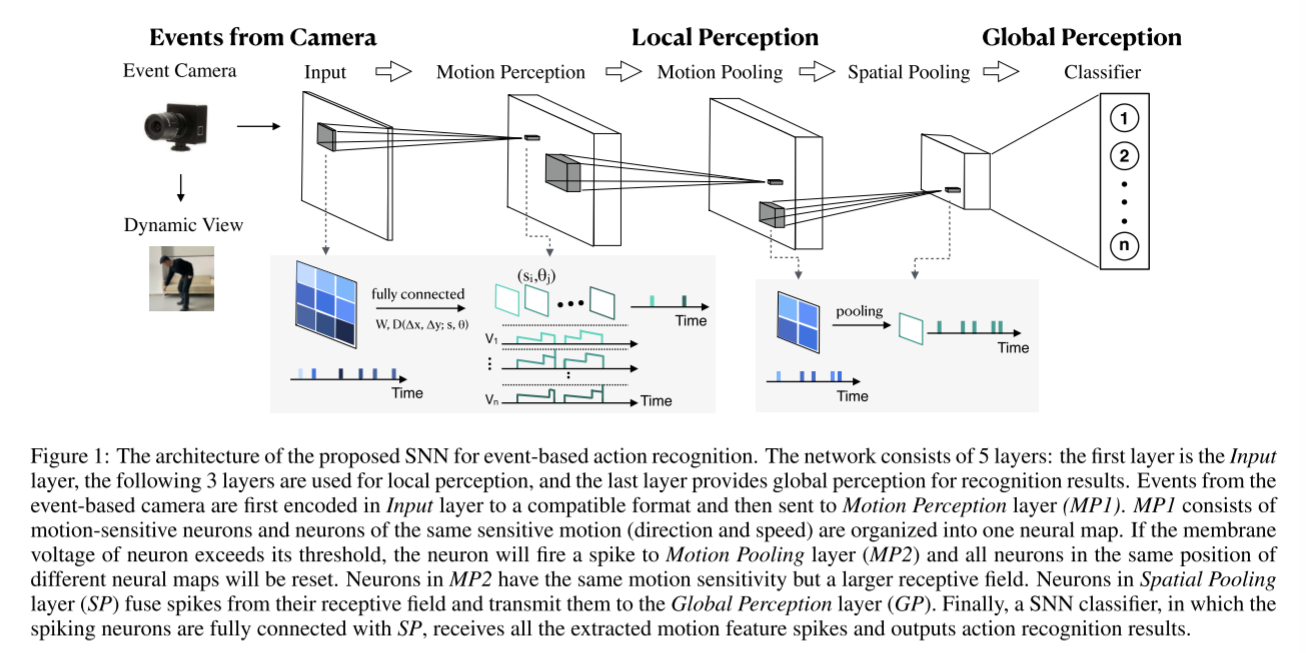 Events from Camera
Local Perception
Global Perception
Event Camera
Input
Motion Perception
Motion Pooling
Spatial Pooling
Classifier
1
2
n
Dynamic View
(si,θj)
fully connected
W, D(Δx, Δy; s, θ)
Time
V1
Vn
Time
Time
pooling
Time
Time
Figure 1: The architecture of the proposed SNN for event-based action recognition. The network consists of 5 layers: the first layer is the Input
layer, the following 3 layers are used for local perception, and the last layer provides global perception for recognition results. Events from the
event-based camera are first encoded in Input layer to a compatible format and then sent to Motion Perception layer (MP1). MP1 consists of
motion-sensitive neurons and neurons of the same sensitive motion (direction and speed) are organized into one neural map. If the membrane
voltage of neuron exceeds its threshold, the neuron will fire a spike to Motion Pooling layer (MP2) and all neurons in the same position of
different neural maps will be reset. Neurons in MP2 have the same motion sensitivity but a larger receptive field. Neurons in Spatial Pooling
layer (SP) fuse spikes from their receptive field and transmit them to the Global Perception layer (GP). Finally, a SNN classifier, in which the
spiking neurons are fully connected with SP, receives all the extracted motion feature spikes and outputs action recognition results.